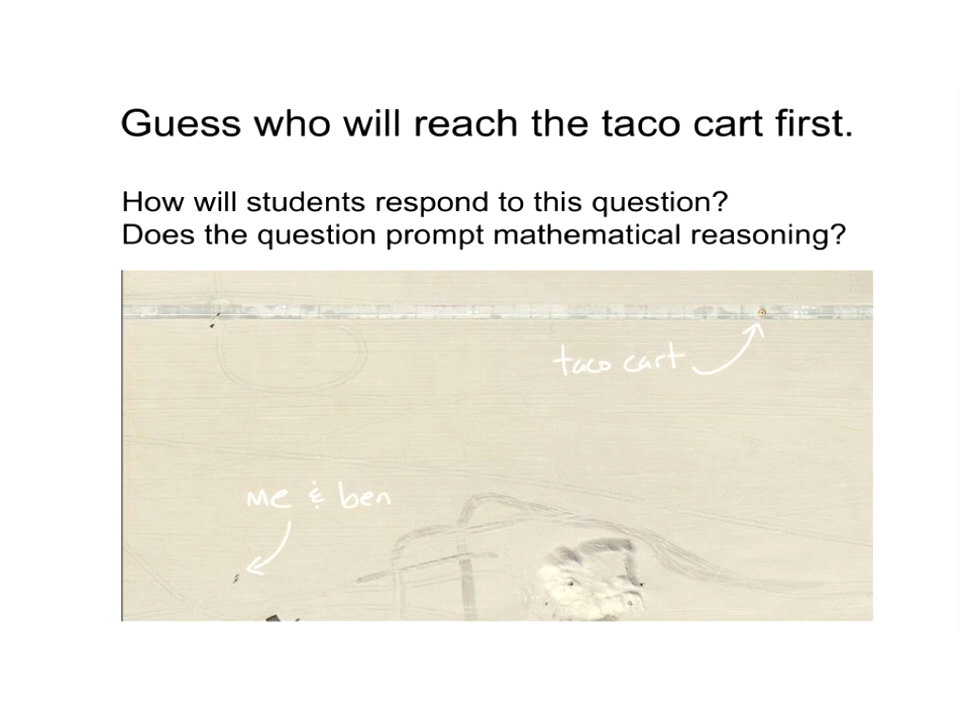 Guess who will reach the taco cart first.
How will students respond to this question?
Does the question prompt mathematical reasoning?
taco cart
me & ben